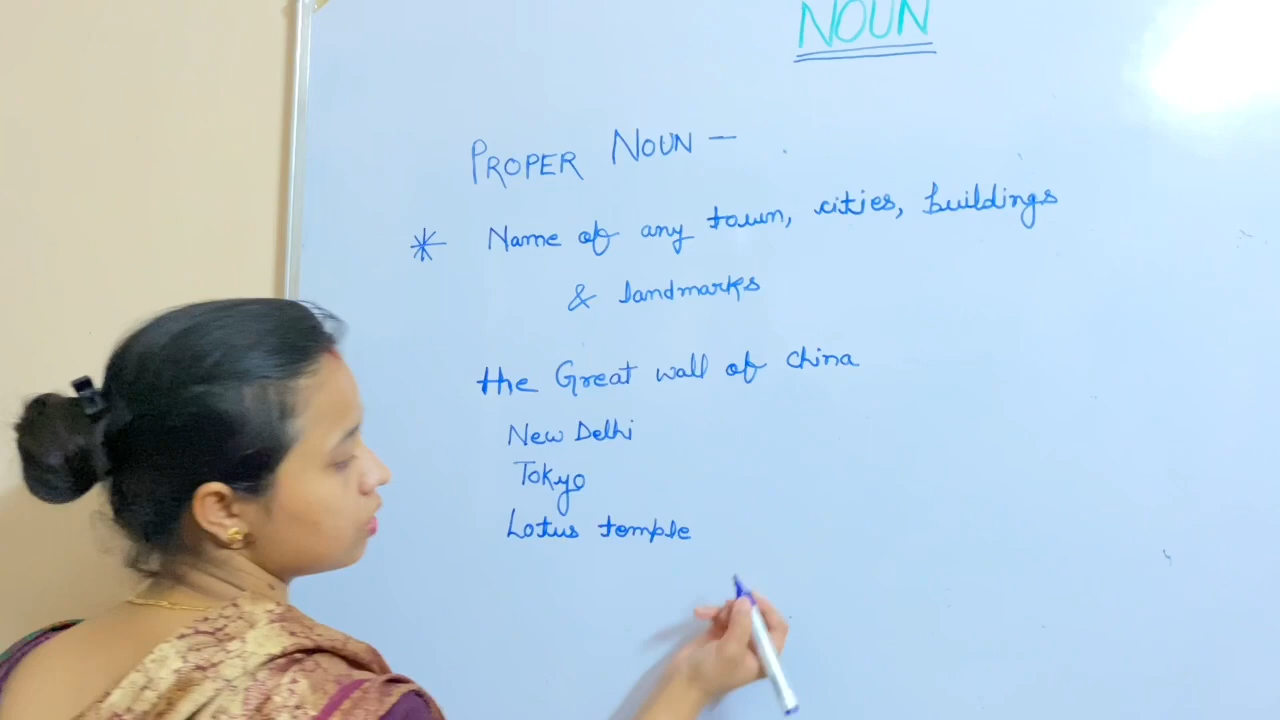 NOUN
PROPER NOUN -
* Name of any town, cities, buildings
& landmarks
the Great wall of china
New Delhi
Tokyo
Lotus temple